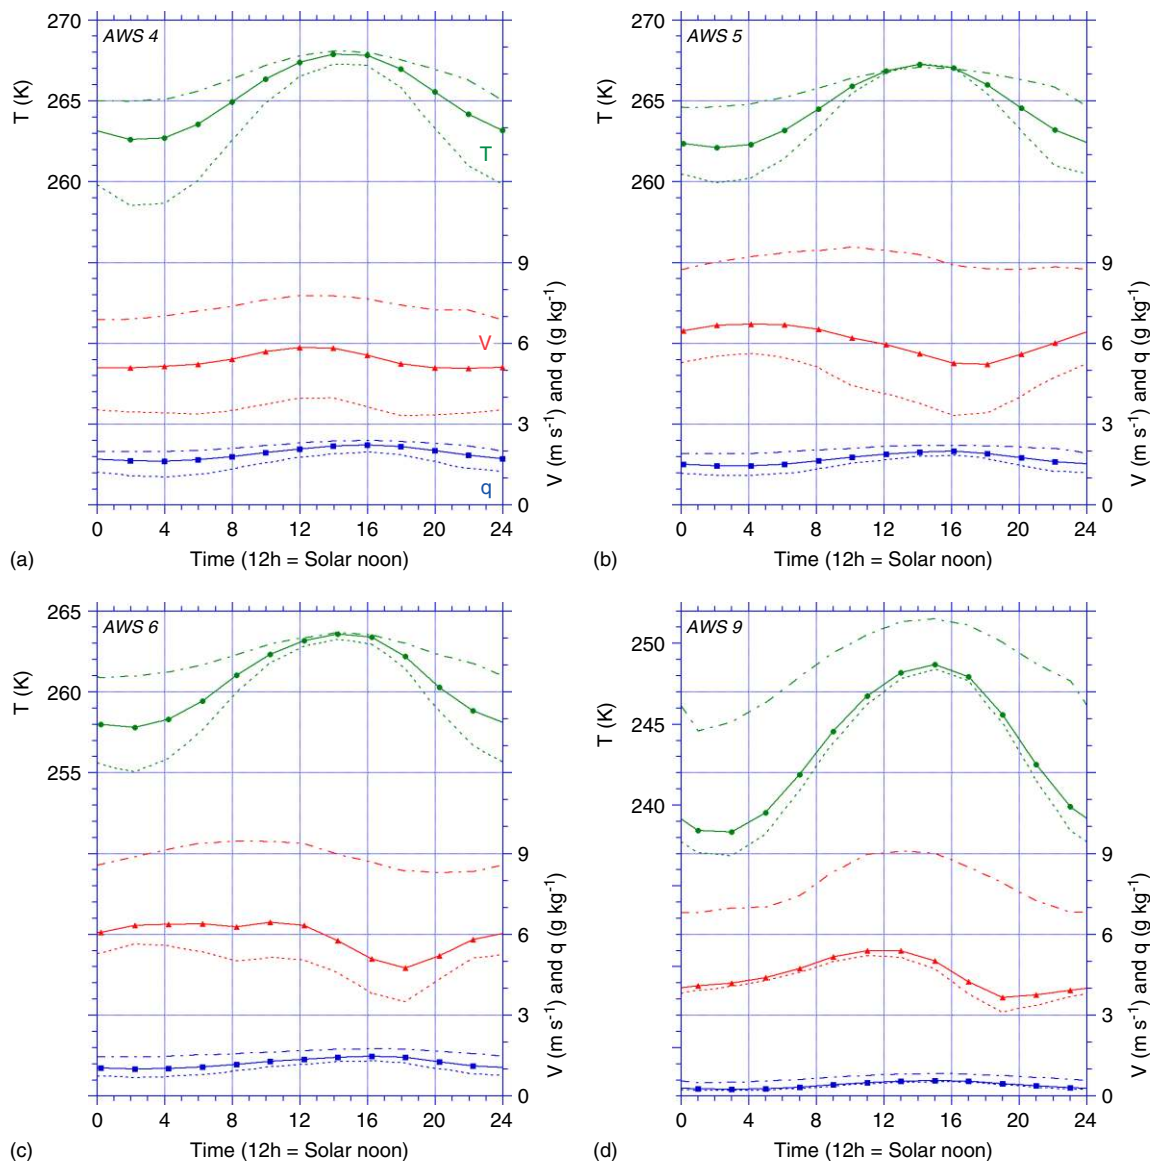 AWS 4
270
265
260
T (K)
T
V
q
9
6
3
0
V (m s-1) and q (g kg-1)
0 4 8 12 16 20 24
(a)
Time (12h = Solar noon)
AWS 5
270
265
260
T (K)
9
6
3
0
V (m s-1) and q (g kg-1)
0 4 8 12 16 20 24
(b)
Time (12h = Solar noon)
AWS 6
265
260
255
T (K)
9
6
3
0
V (m s-1) and q (g kg-1)
0 4 8 12 16 20 24
(c)
Time (12h = Solar noon)
AWS 9
250
245
240
T (K)
9
6
3
0
V (m s-1) and q (g kg-1)
0 4 8 12 16 20 24
(d)
Time (12h = Solar noon)